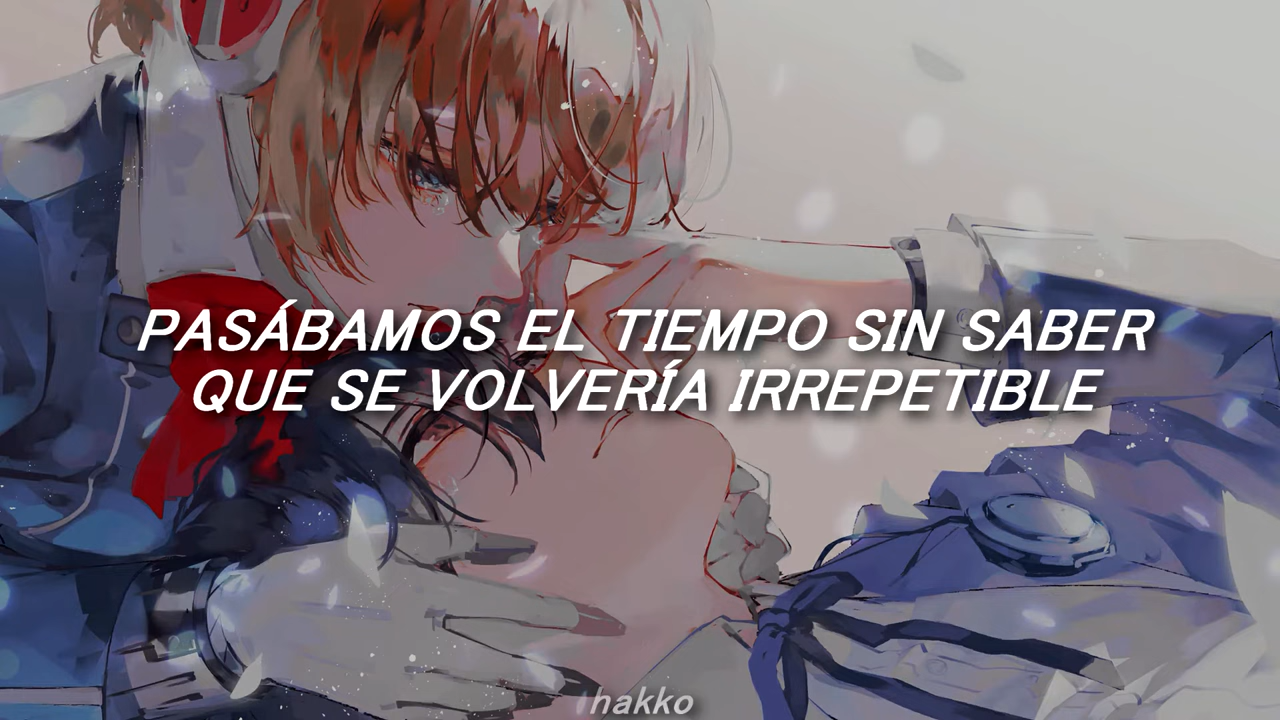 PASÁBAMOS EL TIEMPO SIN SABER
QUE SE VOLVERÍA IRREPETIBLE
hakko